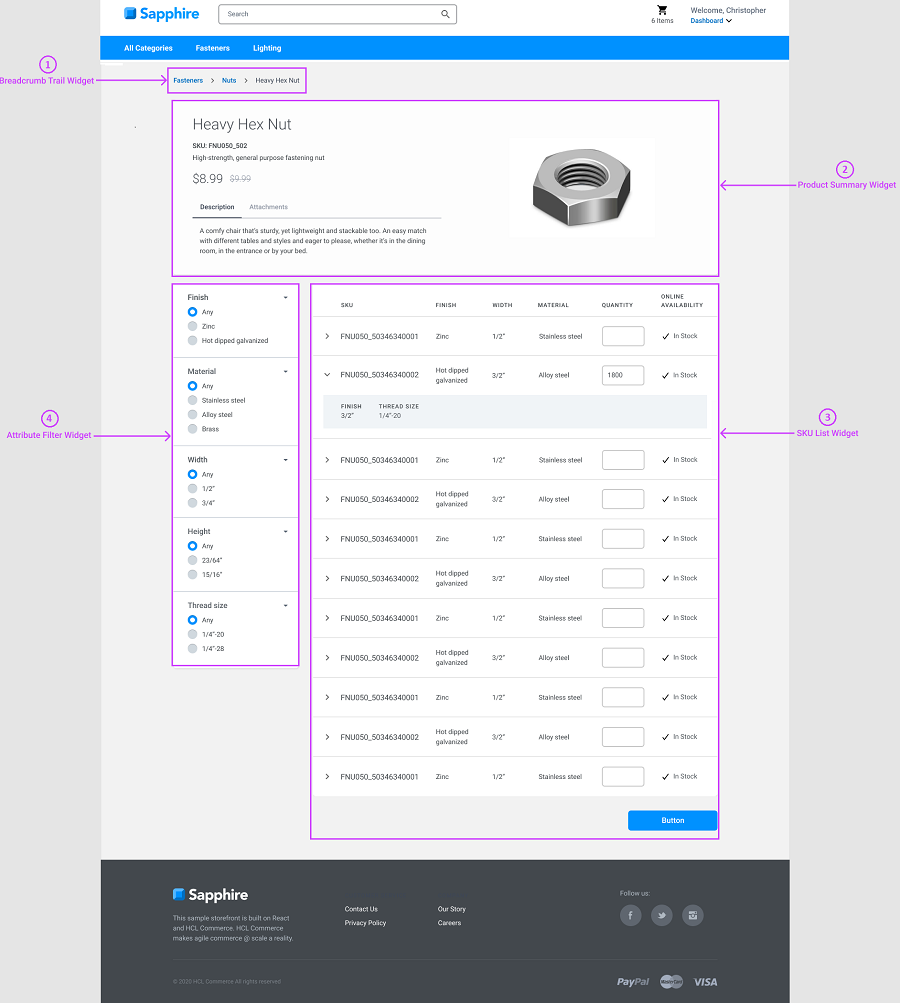 Sapphire
Search
6 Items
Welcome, Christopher
Dashboard
All Categories Fasteners Lighting
1
Breadcrumb Trail Widget
Fasteners > Nuts > Heavy Hex Nut
Heavy Hex Nut
SKU: FNU050_502
High-strength, general purpose fastening nut
$8.99 $9.99
Description Attachments
A comfy chair that's sturdy, yet lightweight and stackable too. An easy match
with different tables and styles and eager to please, whether it's in the dining
room, in the entrance or by your bed.
2
Product Summary Widget
Finish
Any
Zinc
Hot dipped galvanized
Material
Any
Stainless steel
Alloy steel
Brass
4
Attribute Filter Widget
Width
Any
1/2"
3/4"
Height
Any
23/64"
15/16"
Thread size
Any
1/4"-20
1/4"-28
SKU FINISH WIDTH MATERIAL QUANTITY ONLINE
AVAILABILITY
FNU050_50346340001 Zinc 1/2" Stainless steel In Stock
FNU050_50346340002 Hot dipped
galvanized 3/2" Alloy steel 1800 In Stock
FINISH THREAD SIZE
3/2" 1/4"-20
3
SKU List Widget
FNU050_50346340001 Zinc 1/2" Stainless steel In Stock
FNU050_50346340002 Hot dipped
galvanized 3/2" Alloy steel In Stock
FNU050_50346340001 Zinc 1/2" Stainless steel In Stock
FNU050_50346340002 Hot dipped
galvanized 3/2" Alloy steel In Stock
FNU050_50346340001 Zinc 1/2" Stainless steel In Stock
FNU050_50346340002 Hot dipped
galvanized 3/2" Alloy steel In Stock
FNU050_50346340001 Zinc 1/2" Stainless steel In Stock
FNU050_50346340002 Hot dipped
galvanized 3/2" Alloy steel In Stock
FNU050_50346340001 Zinc 1/2" Stainless steel In Stock
Button
Sapphire
This sample storefront is built on React
and HCL Commerce. HCL Commerce
makes agile commerce @ scale a reality.
Contact Us
Privacy Policy
Our Story
Careers
Follow us:
© 2020 HCL Commerce All rights reserved
PayPal MasterCard VISA